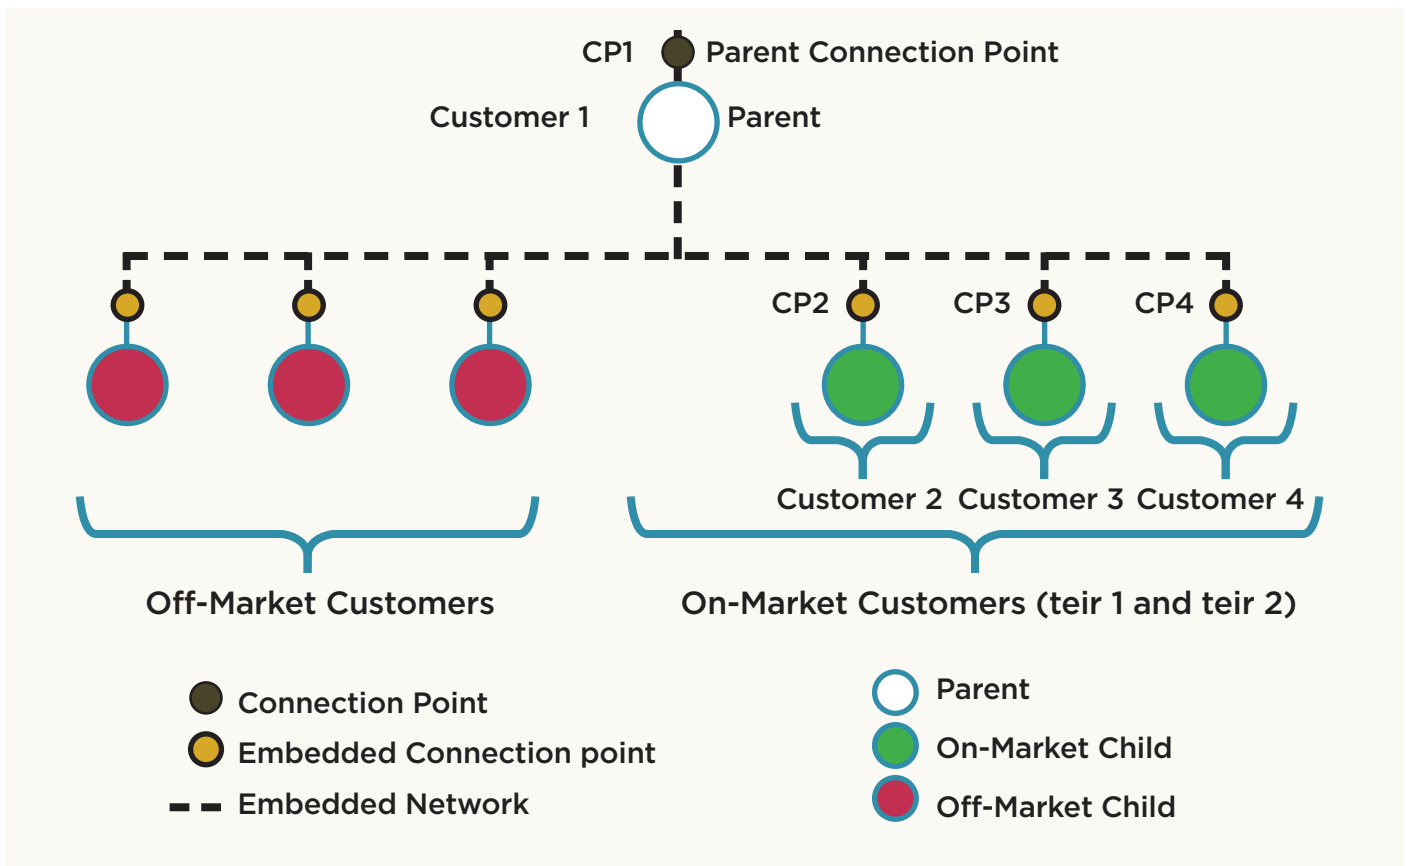 CP1 Parent Connection Point
Customer 1 Parent
CP2 CP3 CP4
Customer 2 Customer 3 Customer 4
Off-Market Customers
On-Market Customers (teir 1 and teir 2)
Connection Point
Embedded Connection point
Embedded Network
Parent
On-Market Child
Off-Market Child